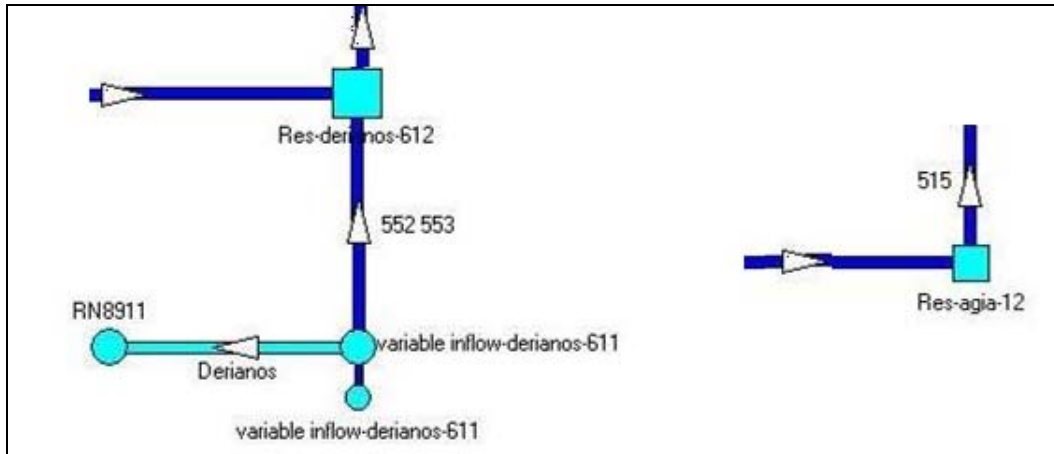 Res-derianos-612
552 553
515
Res-agia-12
RN8911
variable inflow-derianos-611
Derianos
variable inflow-derianos-611